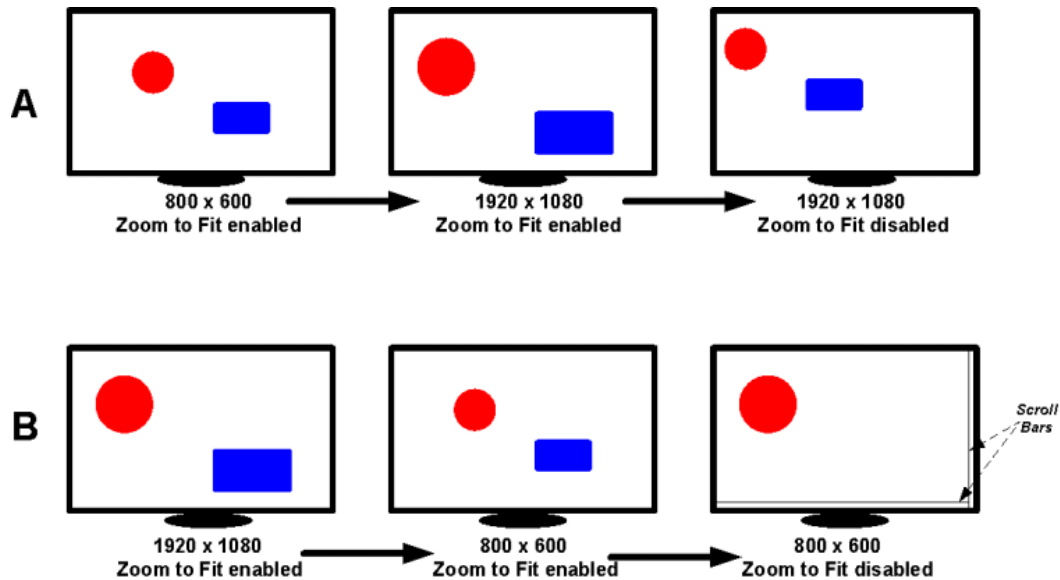 A
800 x 600
Zoom to Fit enabled
1920 x 1080
Zoom to Fit enabled
1920 x 1080
Zoom to Fit disabled
B
Scroll
Bars
1920 x 1080
Zoom to Fit enabled
800 x 600
Zoom to Fit enabled
800 x 600
Zoom to Fit disabled